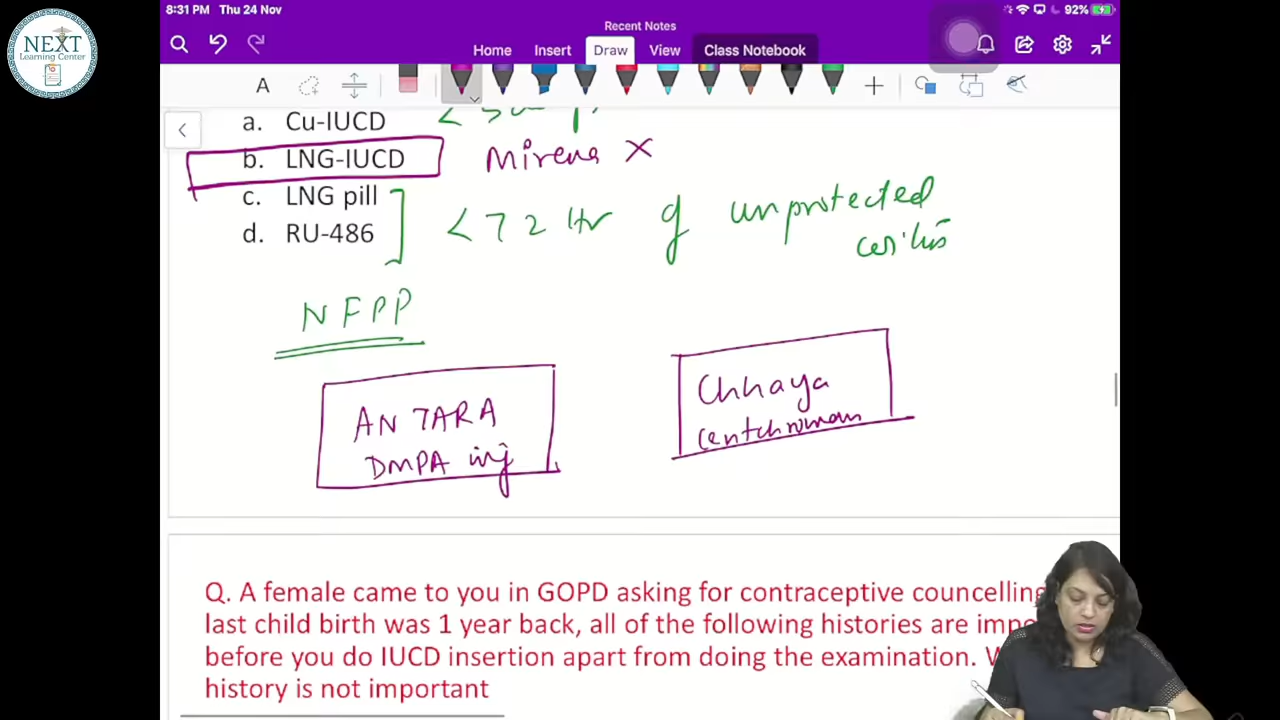 8:31 PM Thu 24 Nov
92%
NEXT
Learning Center
Recent Notes
Home Insert Draw View Class Notebook
A
a. Cu-IUCD <
b. LNG-IUCD Mirena X
c. LNG pill
d. RU-486
< 72 Hr of unprotected
NFPP
ANTARA
DMPA inj
Chhaya
Centchroman
Q. A female came to you in GOPD asking for contraceptive councelling
last child birth was 1 year back, all of the following histories are
before you do IUCD insertion apart from doing the examination.
history is not important